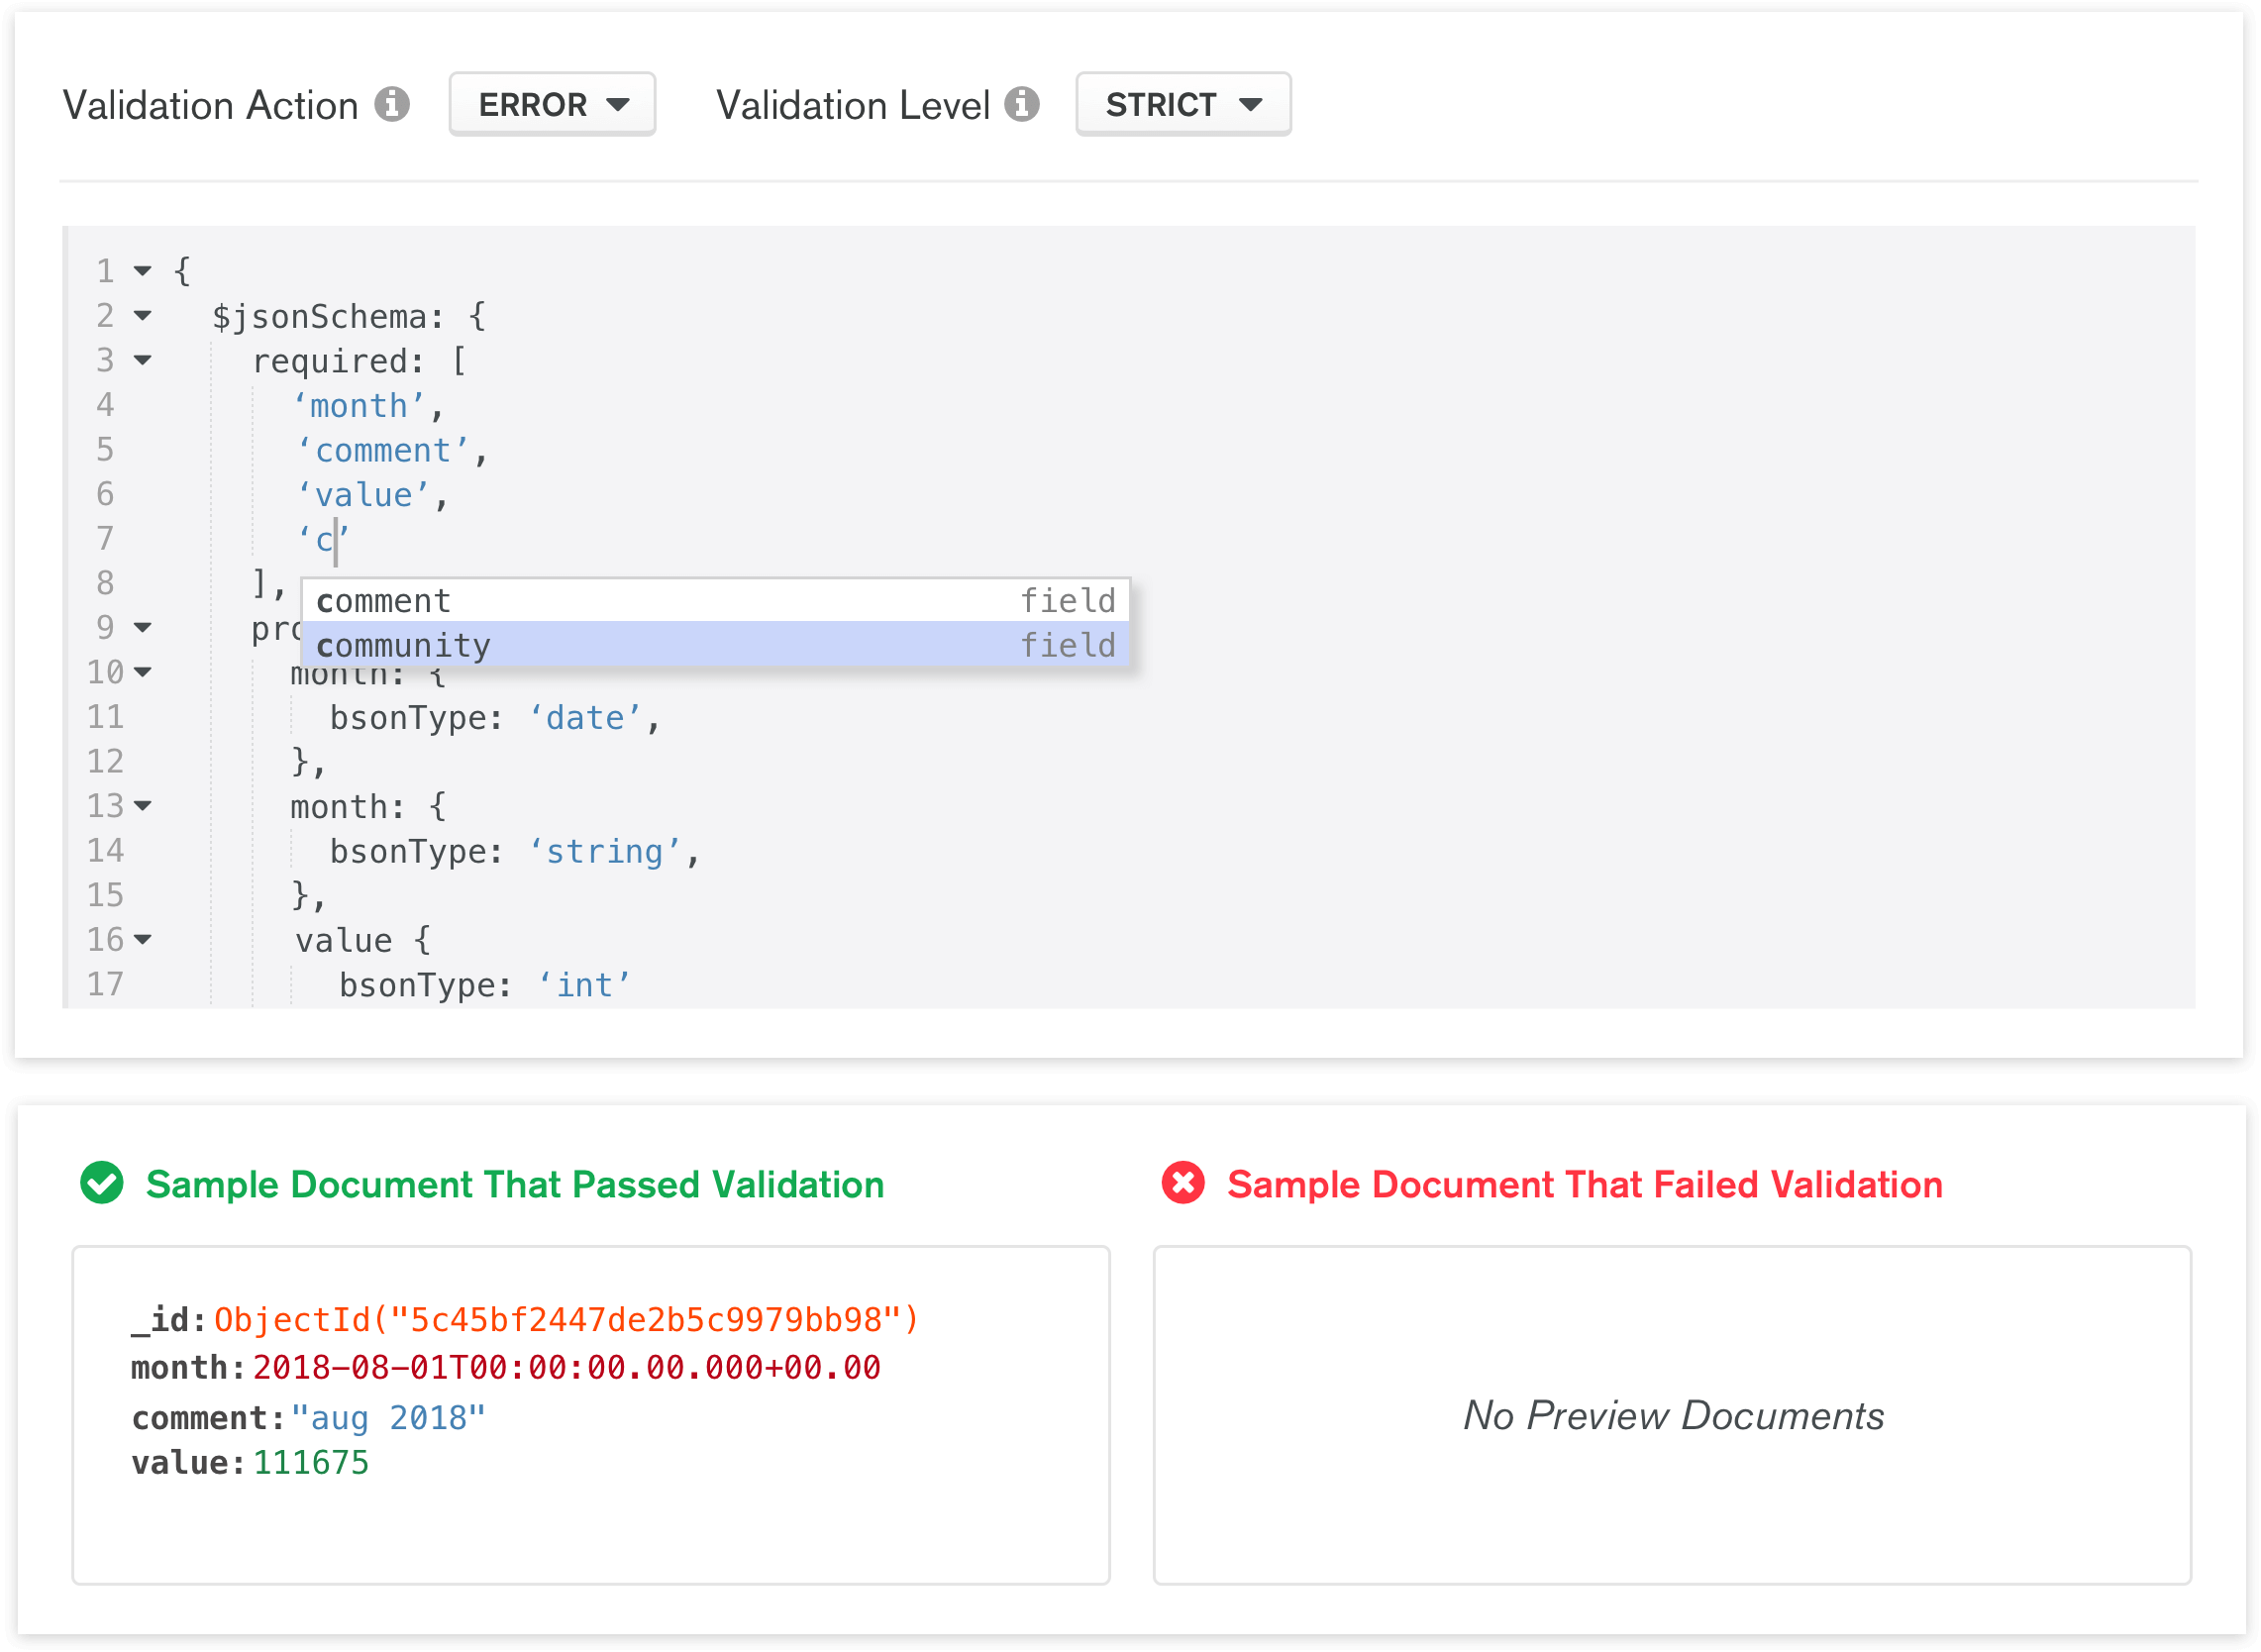 Validation Action ERROR Validation Level STRICT
1 {
2 $jsonSchema: {
3 required: [
4 ‘month’,
5 ‘comment’,
6 ‘value’,
7 ‘c’
8 ],
comment field
9 pro
community field
10 month: {
11 bsonType: ‘date’,
12 },
13 month: {
14 bsonType: ‘string’,
15 },
16 value {
17 bsonType: ‘int’
Sample Document That Passed Validation
_id: ObjectId("5c45bf2447de2b5c9979bb98")
month: 2018-08-01T00:00:00.00.000+00.00
comment: "aug 2018"
value: 111675
Sample Document That Failed Validation
No Preview Documents